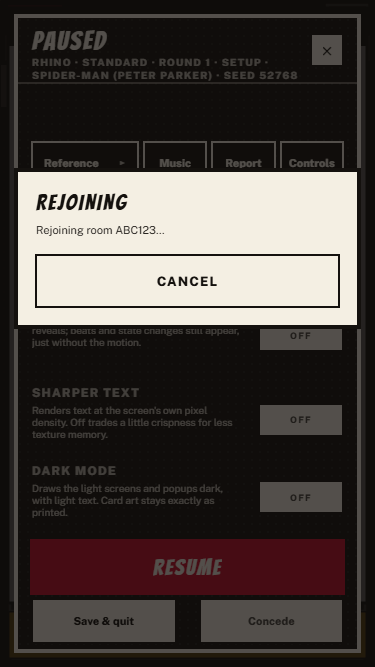 PAUSED
×
RHINO · STANDARD · ROUND 1 · SETUP ·
SPIDER-MAN (PETER PARKER) · SEED 52768
Reference ► Music Report Controls
REJOINING
Rejoining room ABC123...
CANCEL
reveals; beats and state changes still appear,
just without the motion.
OFF
SHARPER TEXT
Renders text at the screen's own pixel
density. Off trades a little crispness for less
texture memory.
OFF
DARK MODE
Draws the light screens and popups dark,
with light text. Card art stays exactly as
printed.
OFF
RESUME
Save & quit Concede